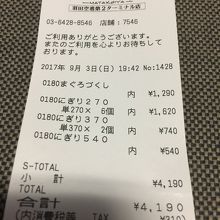 羽田空港第2ターミナル店
03-6428-8546 店舗:7546
ご利用ありがとうございます。
またのご利用を心よりお待ちして
おります。
2017年 9月 3日(日) 19:42 No:1428
0180まぐろづくし
内 ¥1,290
0180にぎり270
単270× 6個 内 ¥1,620
0180にぎり370
単370× 2個 内 ¥740
0180にぎり540
内 ¥540
S-TOTAL
小 計 ¥4,190
TOTAL
合計 ¥4,190
(内消費税等 TAX ¥310)